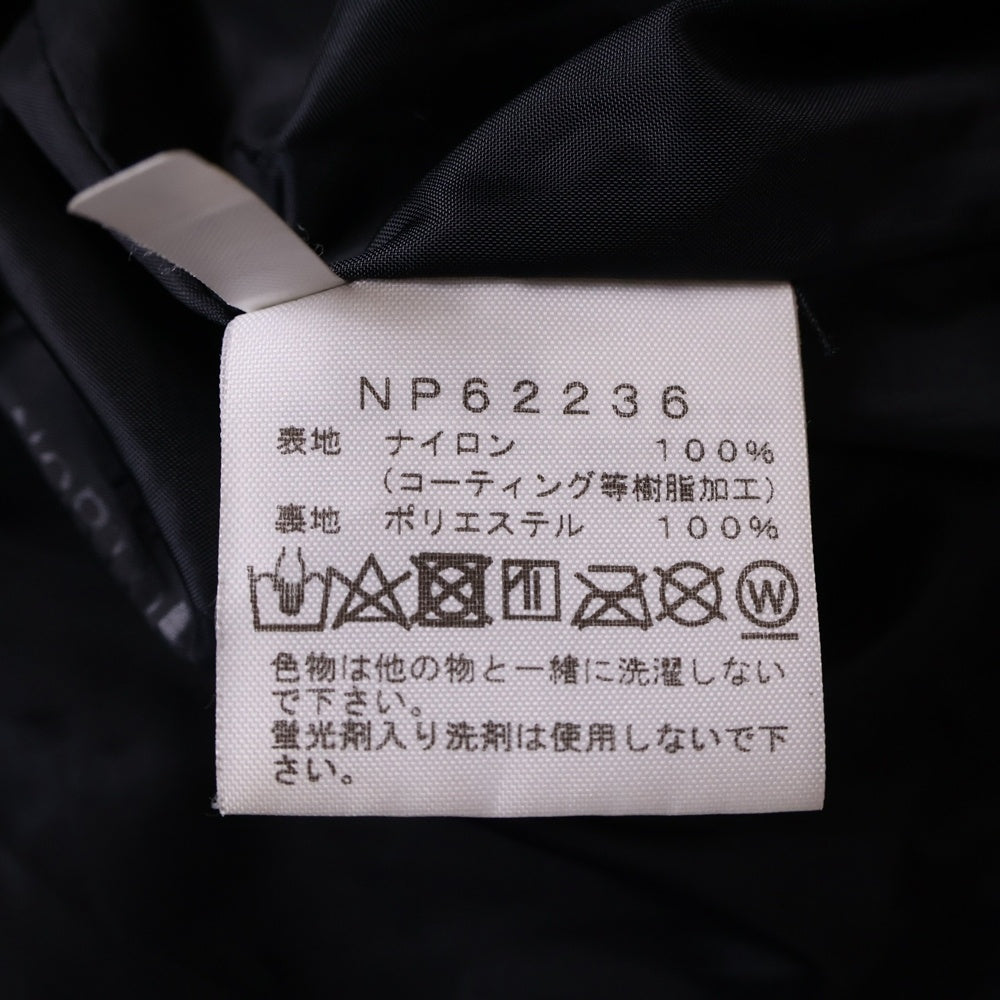 NP62236
表地 ナイロン 100%
(コーティング等樹脂加工)
裏地 ポリエステル 100%
W
色物は他の物と一緒に洗濯しない
で下さい。
蛍光剤入り洗剤は使用しないで下
さい。